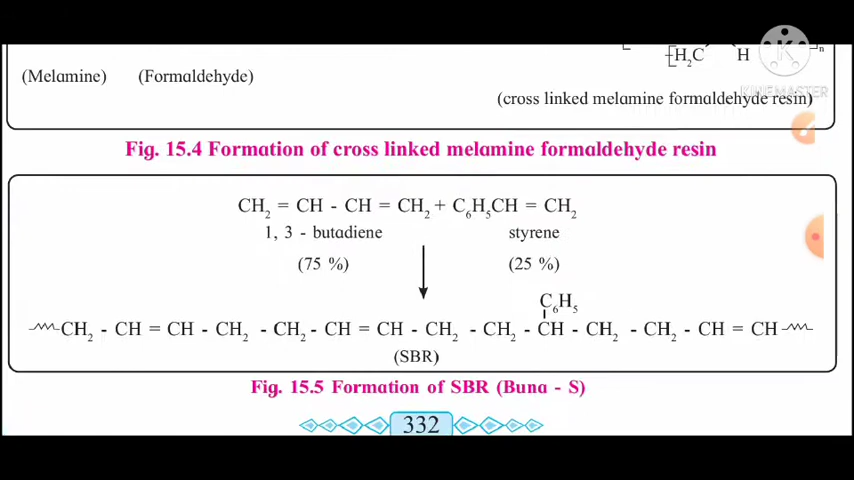 [H₂C H n
(Melamine) (Formaldehyde)
KINEMASTER
(cross linked melamine formaldehyde resin)
Fig. 15.4 Formation of cross linked melamine formaldehyde resin
CH₂ = CH - CH = CH₂ + C₆H₅CH = CH₂
1, 3 - butadiene styrene
(75 %) (25 %)
C₆H₅
CH₂ - CH = CH - CH₂ - CH₂ - CH = CH - CH₂ - CH₂ - CH - CH₂ - CH₂ - CH = CH
(SBR)
Fig. 15.5 Formation of SBR (Buna - S)
332